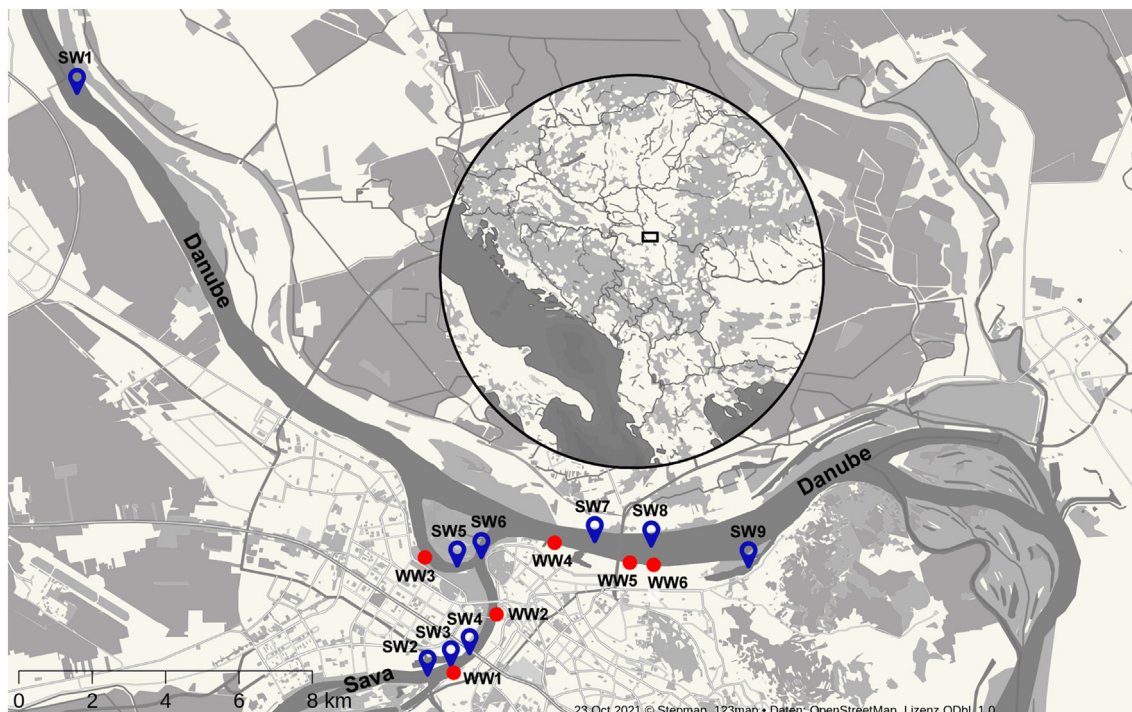 SW1
Danube
Danube
SW7
SW8
SW6
SW5
SW9
WW4
WW5
WW6
WW3
WW2
SW4
SW3
SW2
WW1
Sava
0 2 4 6 8 km
23 Oct 2021 © Stepmap, 123map • Daten: OpenStreetMap, Lizenz ODbL 1.0